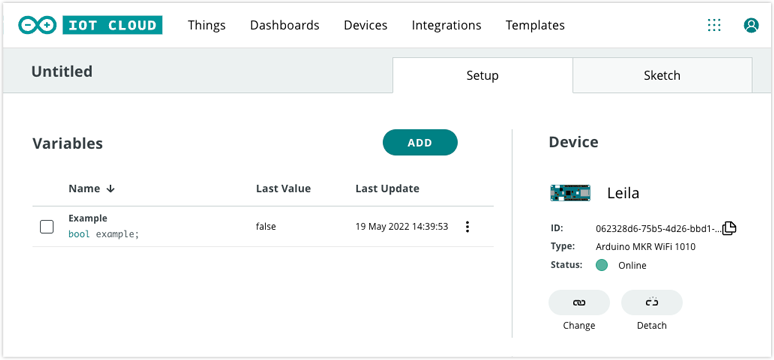 IOT CLOUD Things Dashboards Devices Integrations Templates
Untitled Setup Sketch
Variables ADD
Name Last Value Last Update
Example
bool example; false 19 May 2022 14:39:53
Device
Leila
ID: 062328d6-75b5-4d26-bbd1-...
Type: Arduino MKR WiFi 1010
Status: Online
Change Detach